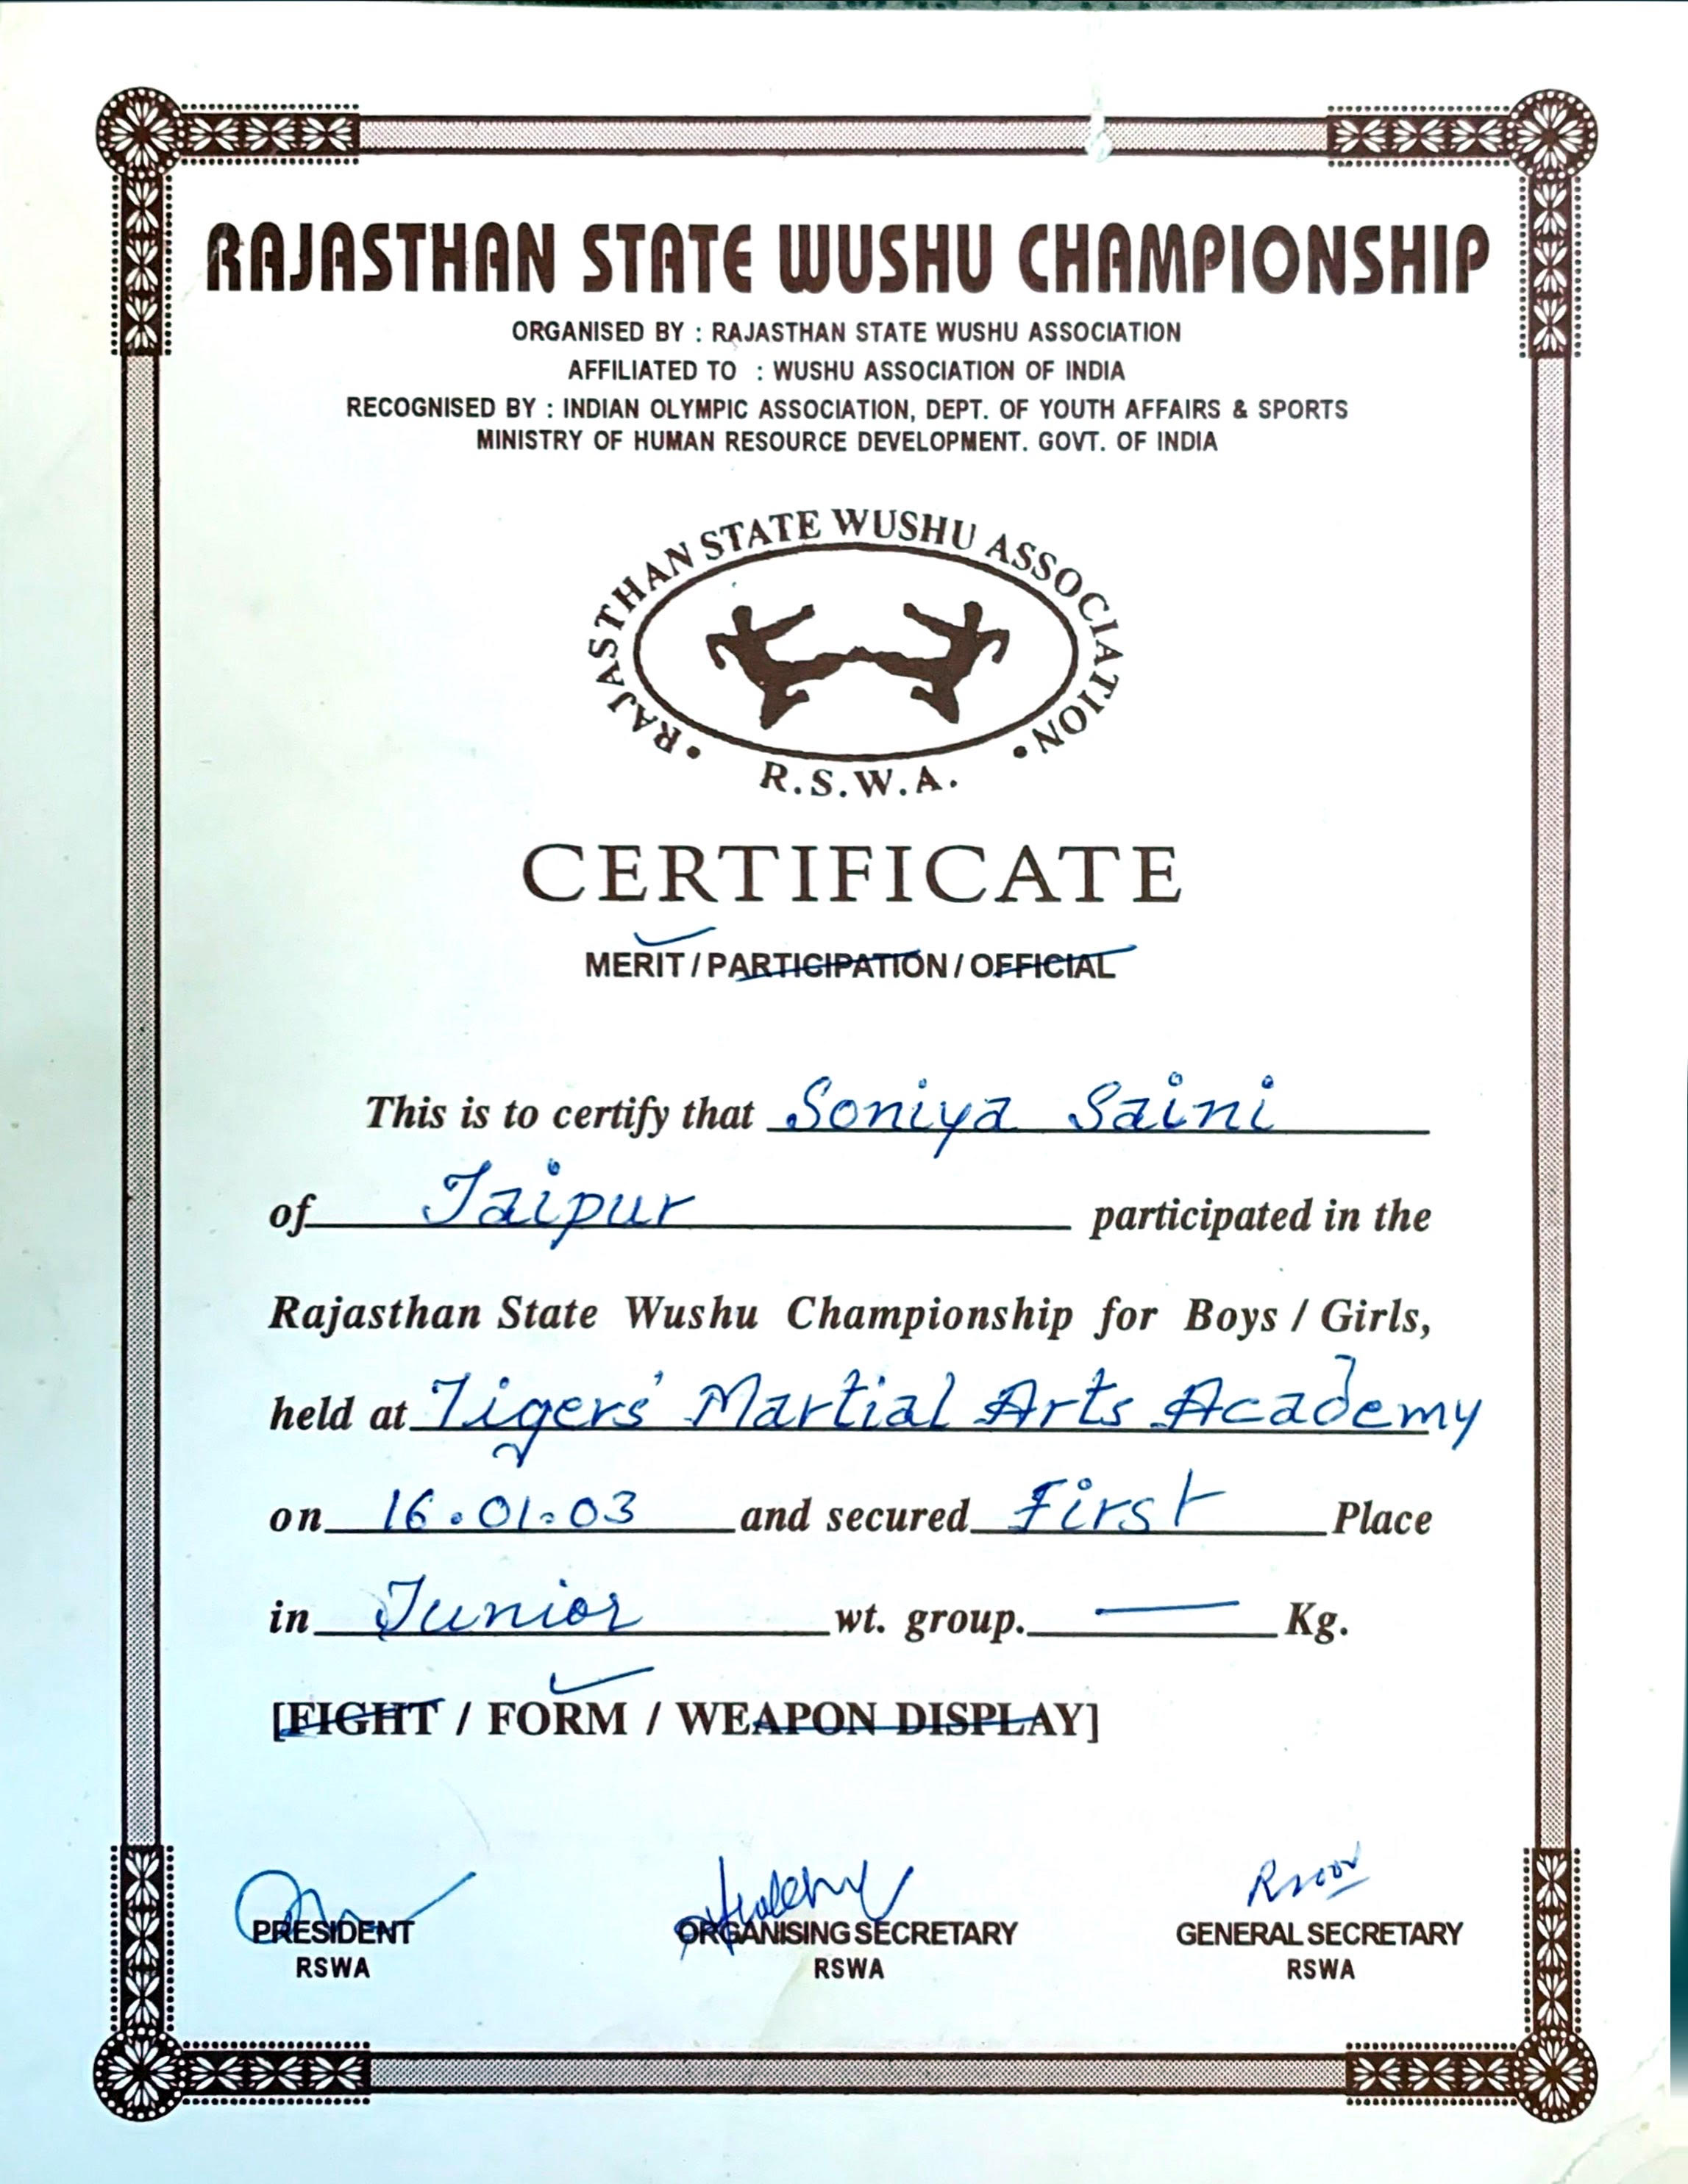 RAJASTHAN STATE WUSHU CHAMPIONSHIP
ORGANISED BY : RAJASTHAN STATE WUSHU ASSOCIATION
AFFILIATED TO : WUSHU ASSOCIATION OF INDIA
RECOGNISED BY : INDIAN OLYMPIC ASSOCIATION, DEPT. OF YOUTH AFFAIRS & SPORTS
MINISTRY OF HUMAN RESOURCE DEVELOPMENT. GOVT. OF INDIA
• RAJASTHAN STATE WUSHU ASSOCIATION •
R.S.W.A.
CERTIFICATE
MERIT / PARTICIPATION / OFFICIAL
This is to certify that Soniya Saini
of Jaipur participated in the
Rajasthan State Wushu Championship for Boys / Girls,
held at Tigers' Martial Arts Academy
on 16.01.03 and secured First Place
in Junior wt. group. — Kg.
[FIGHT / FORM / WEAPON DISPLAY]
PRESIDENT ORGANISING SECRETARY GENERAL SECRETARY
RSWA RSWA RSWA